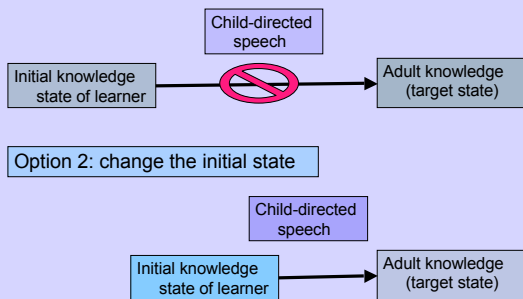 Child-directed
speech
Initial knowledge
state of learner
Adult knowledge
(target state)
Option 2: change the initial state
Child-directed
speech
Initial knowledge
state of learner
Adult knowledge
(target state)